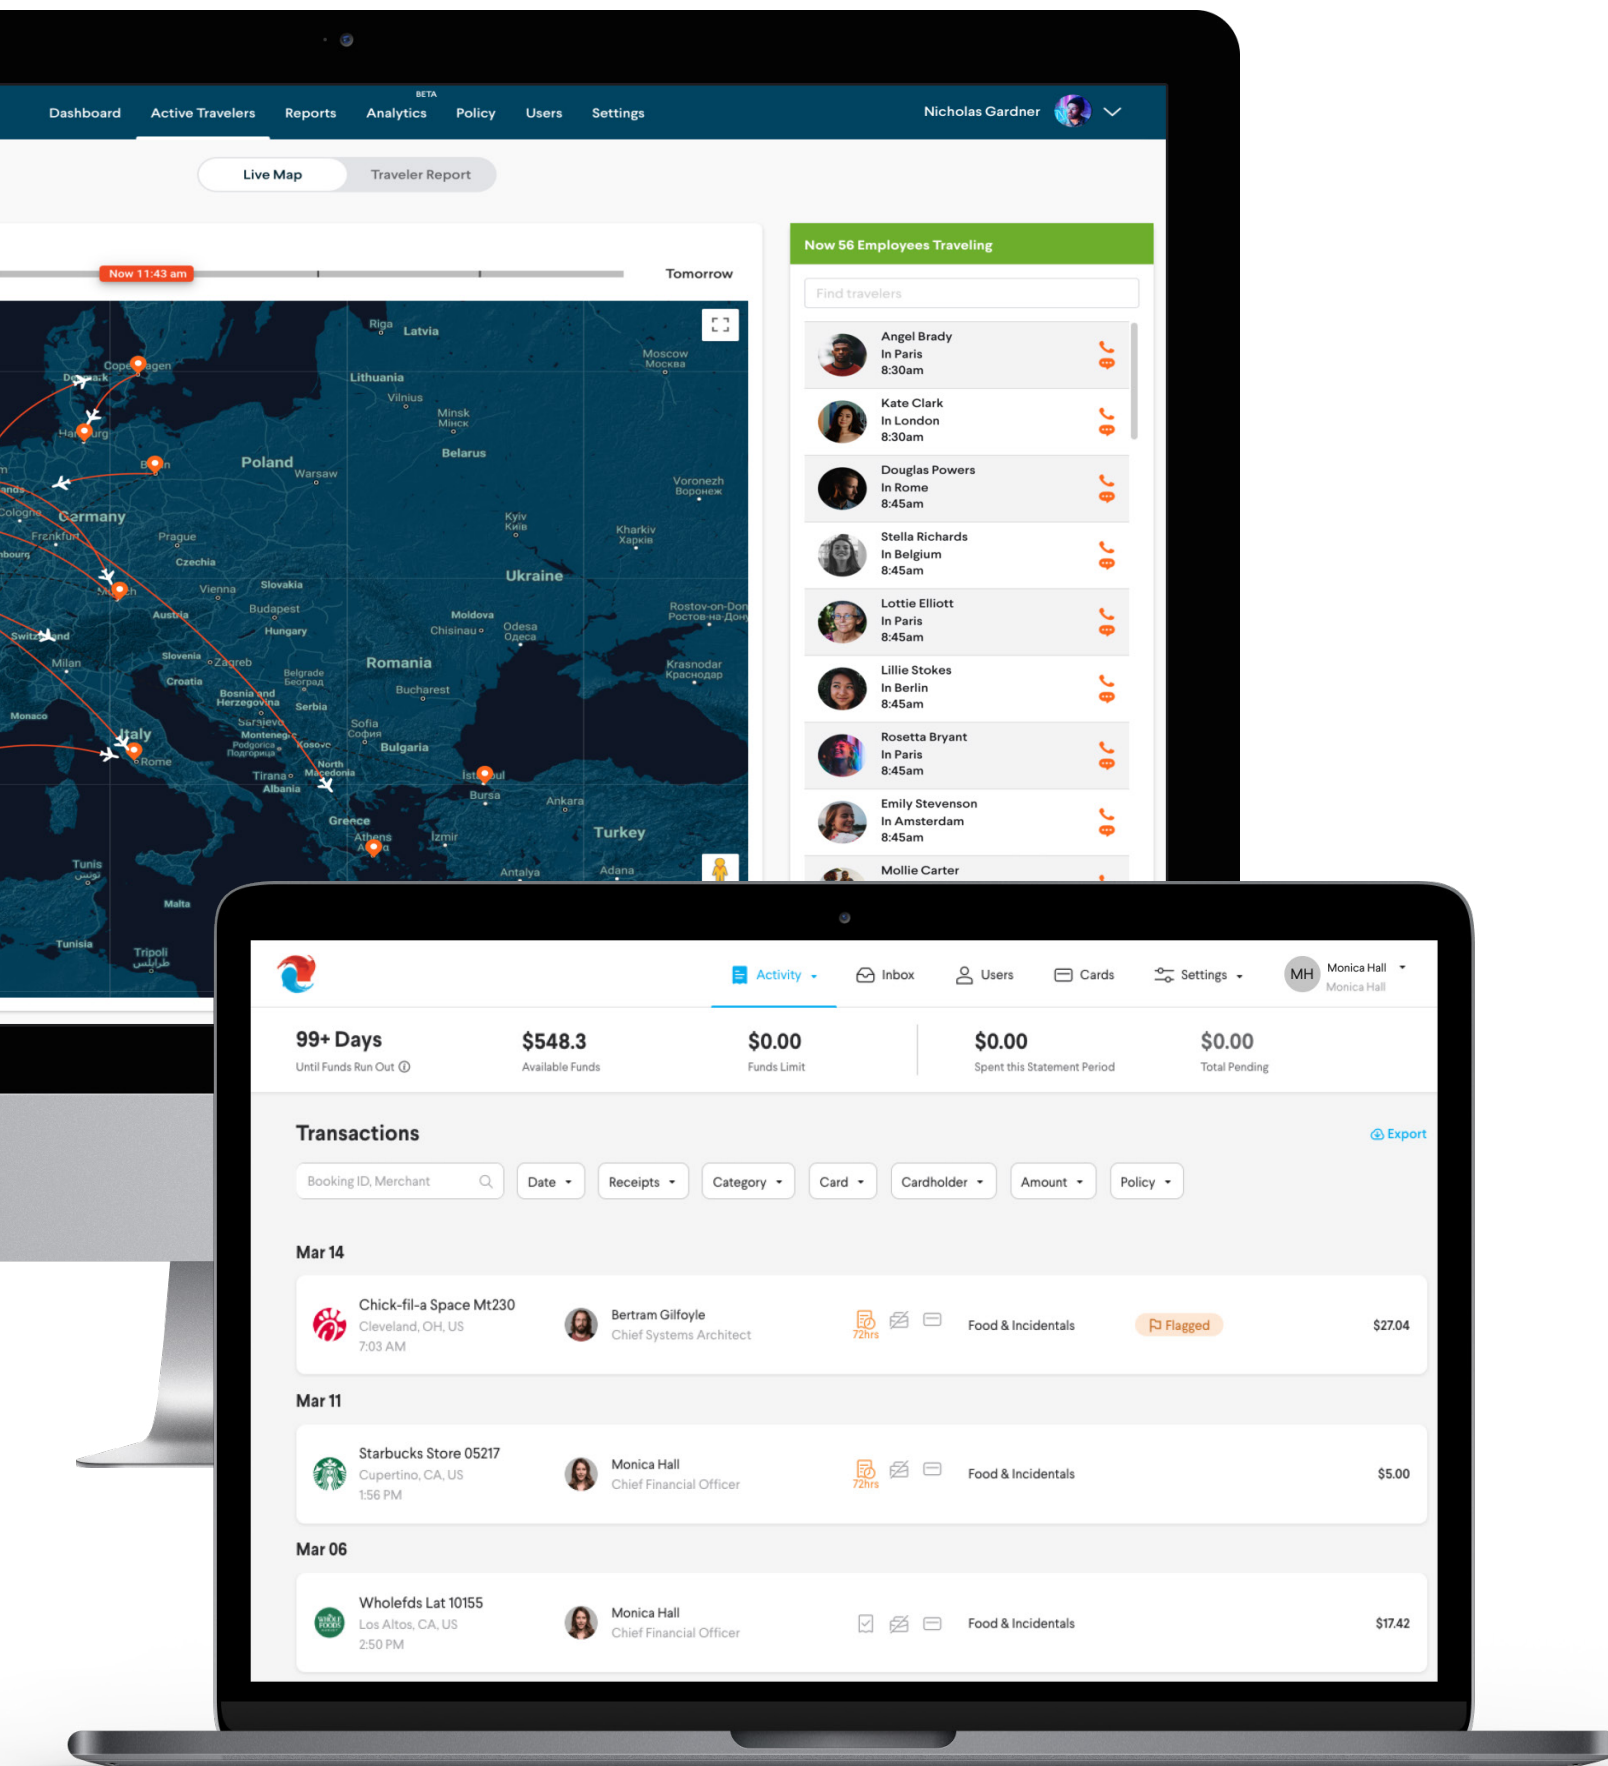 BETA
Dashboard Active Travelers Reports Analytics Policy Users Settings
Nicholas Gardner
Live Map Traveler Report
Now 11:43 am
Tomorrow
Riga Latvia
Moscow
Москва
Denmark
Lithuania
Vilnius
Minsk
Мінск
Belarus
Poland
Warsaw
Voronezh
Воронеж
Cologne
Germany
Frankfurt
Prague
Czechia
Kyiv
Київ
Kharkiv
Харків
Ukraine
Vienna
Slovakia
Austria
Budapest
Hungary
Moldova
Chisinau
Odesa
Одеса
Rostov-on-Don
Ростов-на-Дону
Milan
Slovenia
Zagreb
Croatia
Belgrade
Београд
Romania
Bucharest
Krasnodar
Краснодар
Bosnia and
Herzegovina
Serbia
Monaco
Sarajevo
Montenegro
Podgorica
Подгорица
Kosovo
Sofia
София
Bulgaria
Italy
Rome
Tirana
Albania
North
Macedonia
Bursa
Ankara
Greece
Athens
Izmir
Turkey
Antalya
Adana
Tunis
تونس
Malta
Tunisia
Tripoli
طرابلس
Now 56 Employees Traveling
Find travelers
Angel Brady
In Paris
8:30am
Kate Clark
In London
8:30am
Douglas Powers
In Rome
8:45am
Stella Richards
In Belgium
8:45am
Lottie Elliott
In Paris
8:45am
Lillie Stokes
In Berlin
8:45am
Rosetta Bryant
In Paris
8:45am
Emily Stevenson
In Amsterdam
8:45am
Mollie Carter
Activity Inbox Users Cards Settings
MH
Monica Hall
Monica Hall
99+ Days
Until Funds Run Out
$548.3
Available Funds
$0.00
Funds Limit
$0.00
Spent this Statement Period
$0.00
Total Pending
Transactions
Export
Booking ID, Merchant Date Receipts Category Card Cardholder Amount Policy
Mar 14
Chick-fil-a Space Mt230
Cleveland, OH, US
7:03 AM
Bertram Gilfoyle
Chief Systems Architect
72hrs
Food & Incidentals
Flagged
$27.04
Mar 11
Starbucks Store 05217
Cupertino, CA, US
1:56 PM
Monica Hall
Chief Financial Officer
72hrs
Food & Incidentals
$5.00
Mar 06
WHOLE
FOODS
Wholefds Lat 10155
Los Altos, CA, US
2:50 PM
Monica Hall
Chief Financial Officer
Food & Incidentals
$17.42